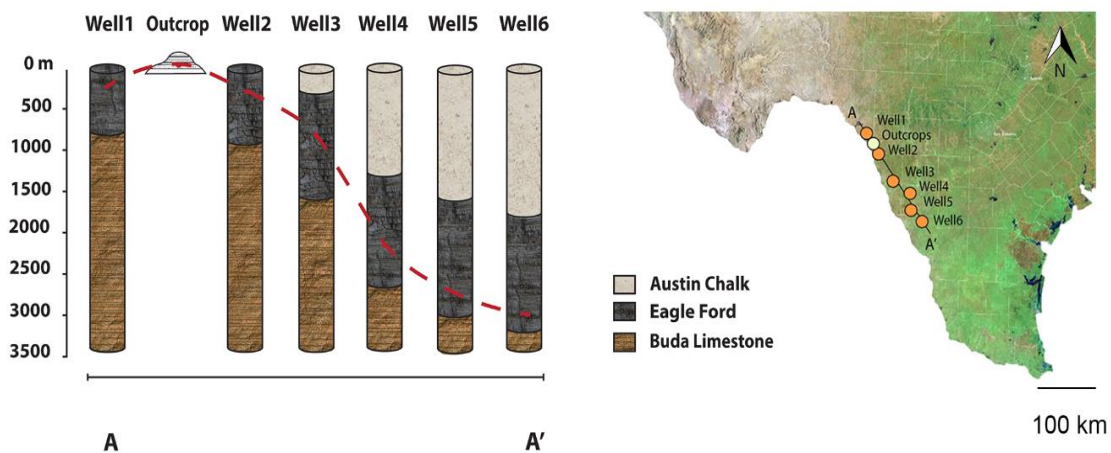 Well1 Outcrop Well2 Well3 Well4 Well5 Well6
0 m
500
1000
1500
2000
2500
3000
3500
A A’
Austin Chalk
Eagle Ford
Buda Limestone
N
A
Well1
Outcrops
Well2
Well3
Well4
Well5
Well6
A’
100 km